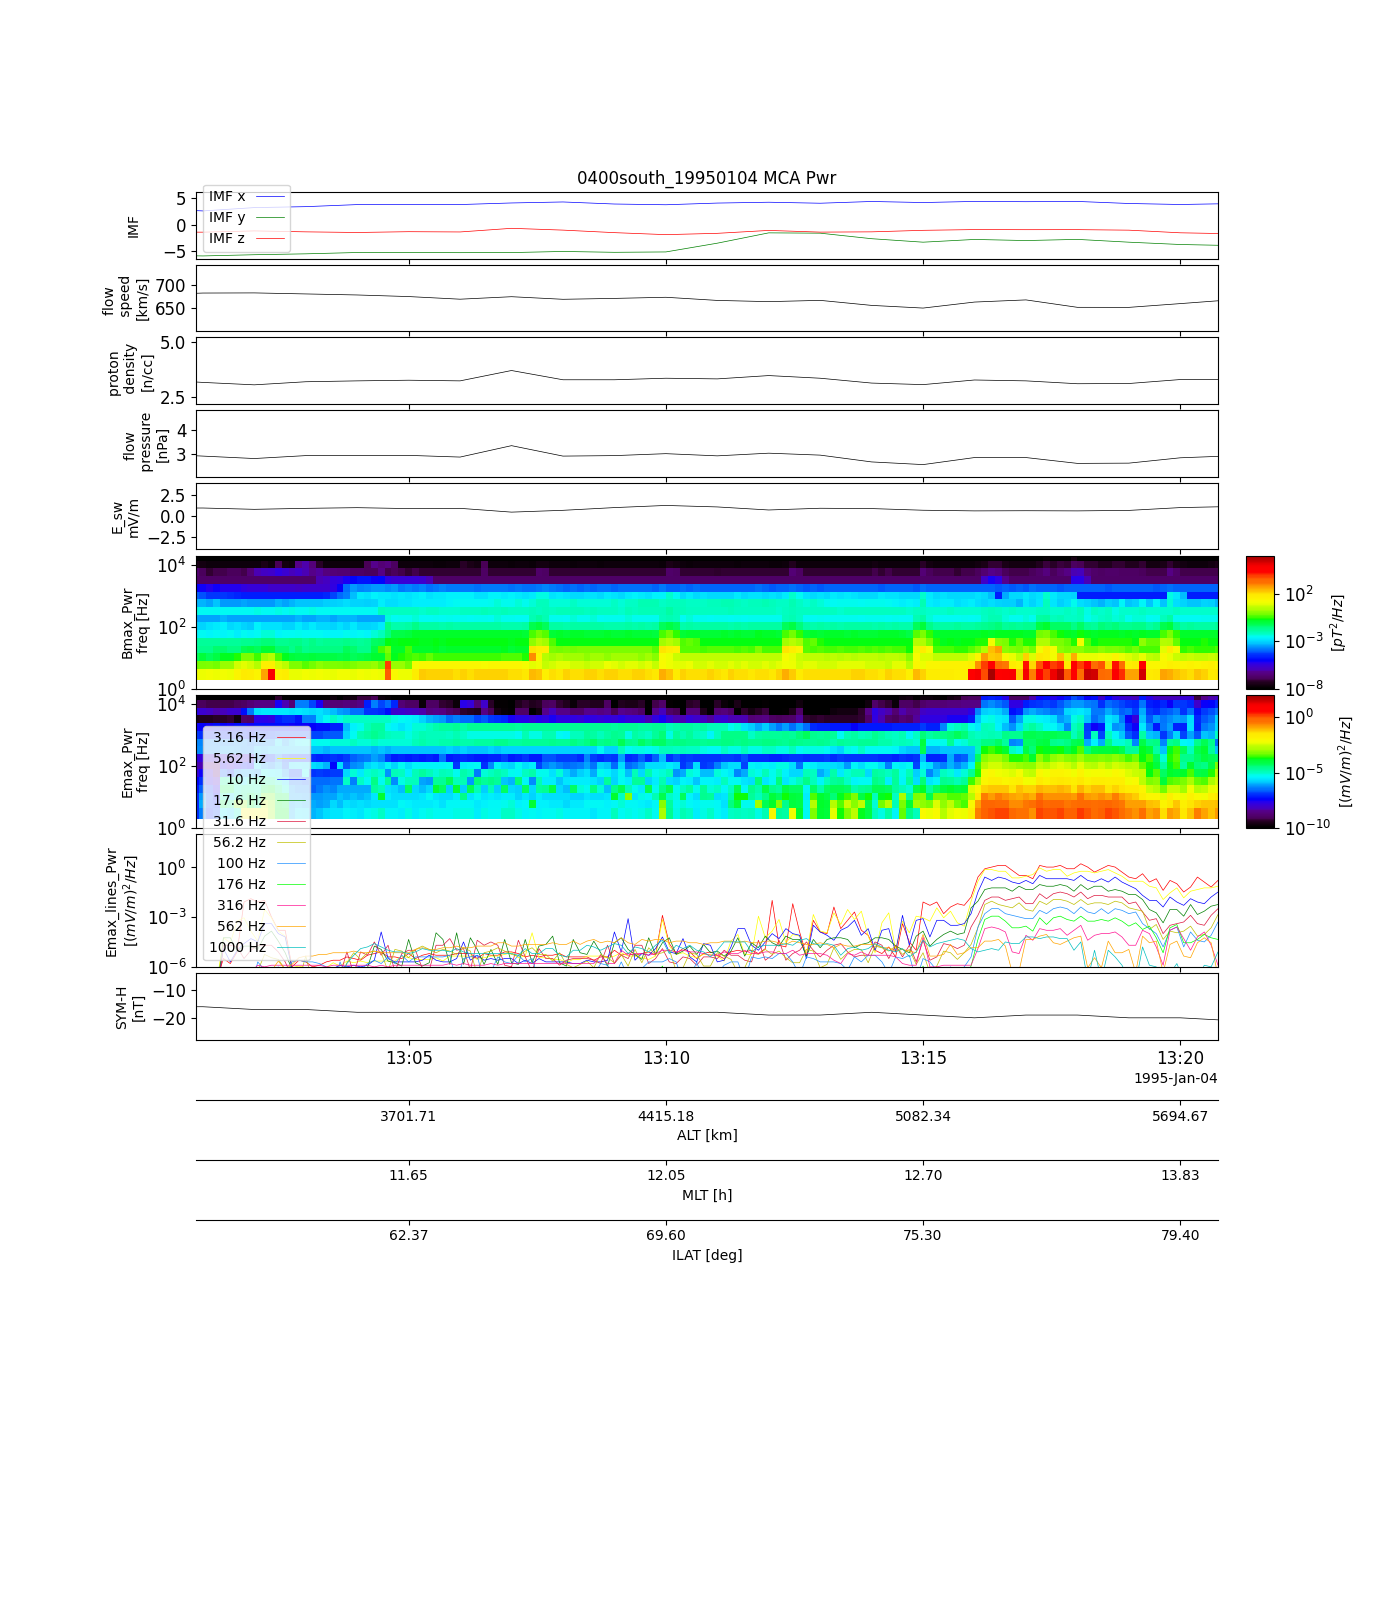 0400south_19950104 MCA Pwr
IMF
5
0
−5
IMF x
IMF y
IMF z
flow
speed
[km/s]
700
650
proton
density
[n/cc]
5.0
2.5
flow
pressure
[nPa]
4
3
E_sw
mV/m
2.5
0.0
−2.5
Bmax_Pwr
freq [Hz]
10^4
10^2
10^0
10^2
10^−3
10^−8
[pT^2/Hz]
Emax_Pwr
freq [Hz]
10^4
10^2
10^0
10^0
10^−5
10^−10
[(mV/m)^2/Hz]
3.16 Hz
5.62 Hz
10 Hz
17.6 Hz
31.6 Hz
56.2 Hz
100 Hz
176 Hz
316 Hz
562 Hz
1000 Hz
Emax_lines_Pwr
[(mV/m)^2/Hz]
10^0
10^−3
10^−6
SYM-H
[nT]
−10
−20
13:05 13:10 13:15 13:20
1995-Jan-04
3701.71 4415.18 5082.34 5694.67
ALT [km]
11.65 12.05 12.70 13.83
MLT [h]
62.37 69.60 75.30 79.40
ILAT [deg]